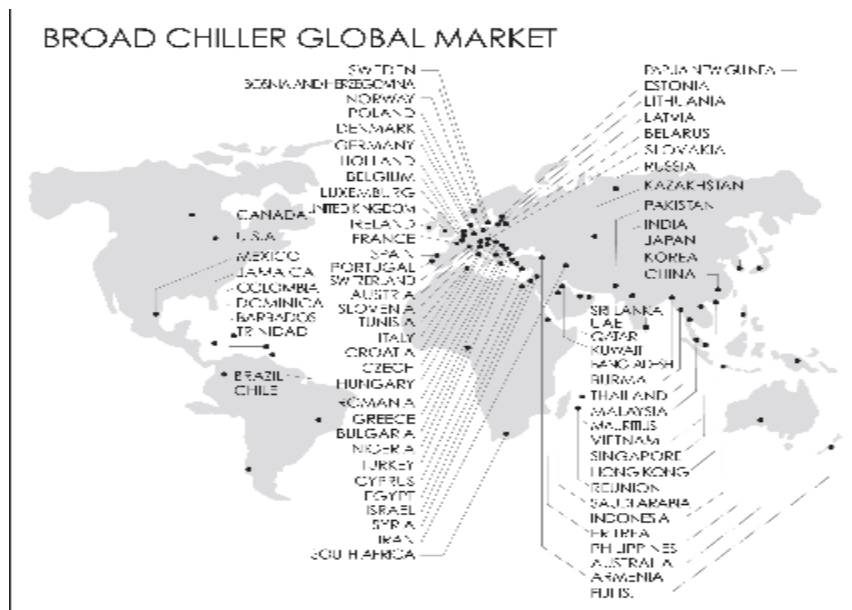 BROAD CHILLER GLOBAL MARKET
SWEDEN
BOSNIA AND HERZEGOVINA
NORWAY
POLAND
DENMARK
GERMANY
HOLLAND
BELGIUM
LUXEMBURG
UNITED KINGDOM
IRELAND
FRANCE
SPAIN
PORTUGAL
SWITZERLAND
AUSTRIA
SLOVENIA
TUNISIA
ITALY
CROATIA
CZECH
HUNGARY
ROMANIA
GREECE
BULGARIA
NIGERIA
TURKEY
CYPRUS
EGYPT
ISRAEL
SYRIA
IRAN
SOUTH AFRICA
CANADA
U.S.A
MEXICO
JAMAICA
COLOMBIA
DOMINICA
BARBADOS
TRINIDAD
BRAZIL
CHILE
PAPUA NEW GUINEA
ESTONIA
LITHUANIA
LATVIA
BELARUS
SLOVAKIA
RUSSIA
KAZAKHSTAN
PAKISTAN
INDIA
JAPAN
KOREA
CHINA
SRI LANKA
UAE
QATAR
KUWAIT
BANGLADESH
BURMA
THAILAND
MALAYSIA
MAURITIUS
VIETNAM
SINGAPORE
HONG KONG
REUNION
SAUDI ARABIA
INDONESIA
ERITREA
PHILIPPINES
AUSTRALIA
ARMENIA
FIJI IS.